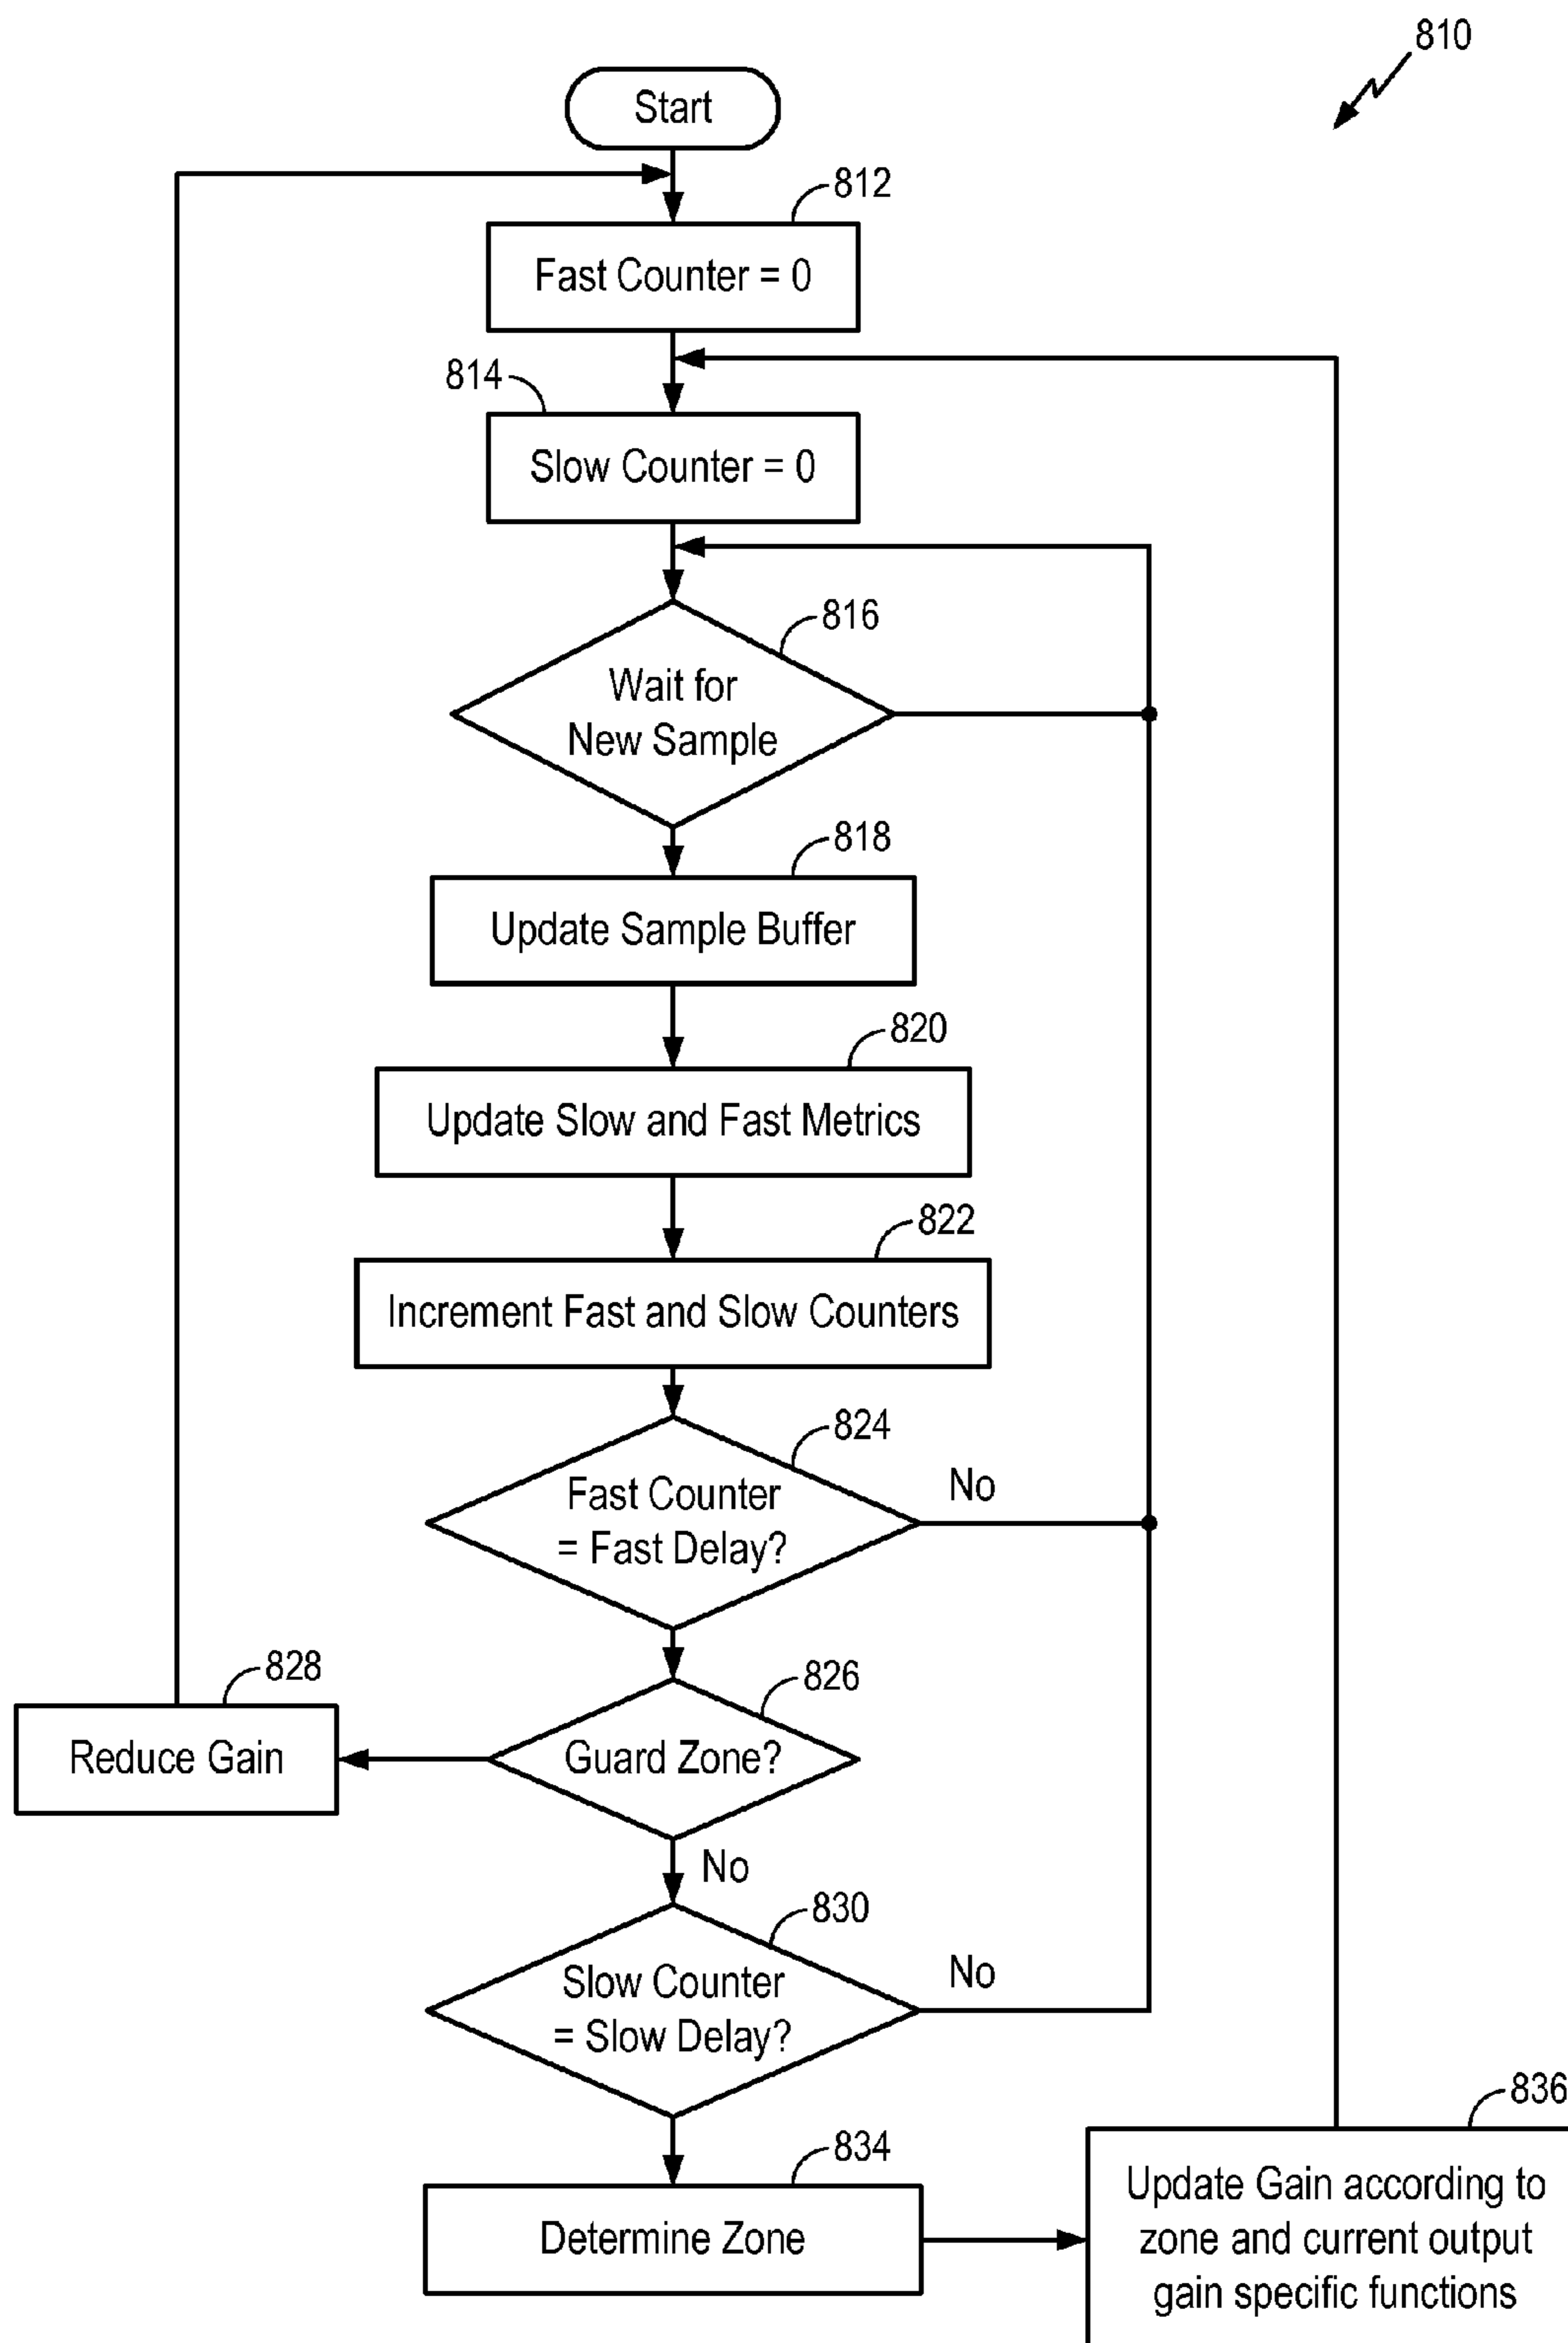 810
Start
812
Fast Counter = 0
814
Slow Counter = 0
816
Wait for
New Sample
818
Update Sample Buffer
820
Update Slow and Fast Metrics
822
Increment Fast and Slow Counters
824
Fast Counter
= Fast Delay?
No
826
Guard Zone?
828
Reduce Gain
No
830
Slow Counter
= Slow Delay?
No
834
Determine Zone
836
Update Gain according to
zone and current output
gain specific functions